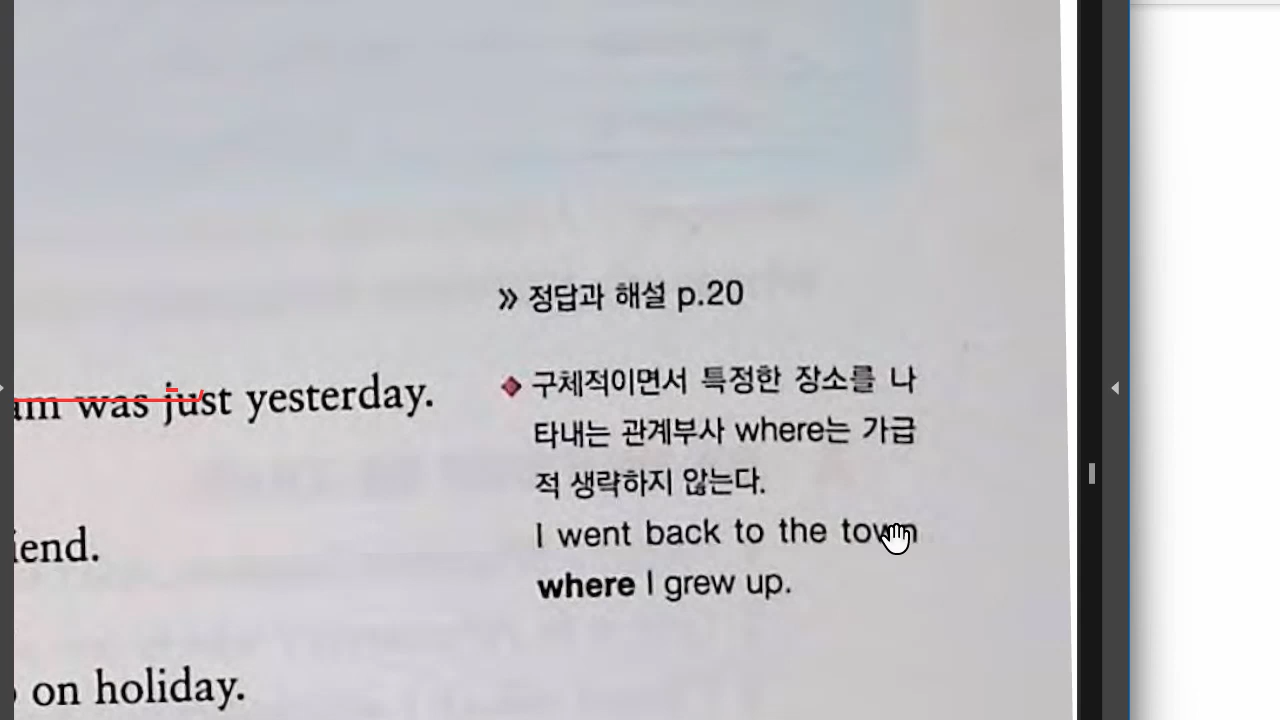 » 정답과 해설 p.20
구체적이면서 특정한 장소를 나
타내는 관계부사 where는 가급
적 생략하지 않는다.
I went back to the town
where I grew up.
was just yesterday.
on holiday.